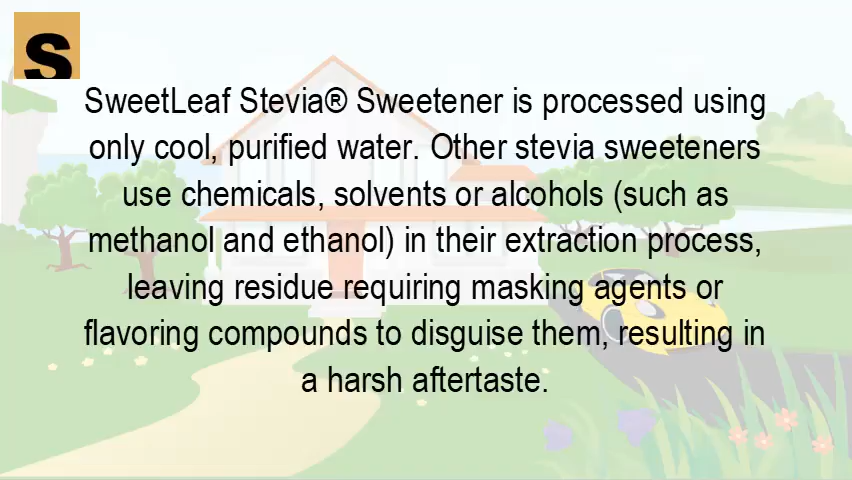 S
SweetLeaf Stevia® Sweetener is processed using
only cool, purified water. Other stevia sweeteners
use chemicals, solvents or alcohols (such as
methanol and ethanol) in their extraction process,
leaving residue requiring masking agents or
flavoring compounds to disguise them, resulting in
a harsh aftertaste.